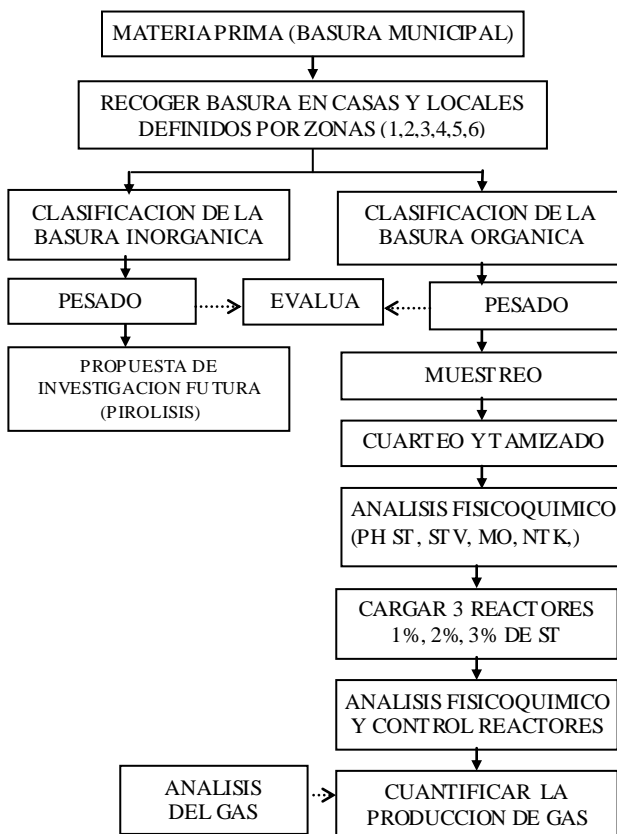 MATERIA PRIMA (BASURA MUNICIPAL)
RECOGER BASURA EN CASAS Y LOCALES
DEFINIDOS POR ZONAS (1,2,3,4,5,6)
CLASIFICACION DE LA
BASURA INORGANICA
CLASIFICACION DE LA
BASURA ORGANICA
PESADO
EVALUA
PESADO
PROPUESTA DE
INVESTIGACION FUTURA
(PIROLISIS)
MUESTREO
CUARTEO Y TAMIZADO
ANALISIS FISICOQUIMICO
(PH ST, STV, MO, NTK,)
CARGAR 3 REACTORES
1%, 2%, 3% DE ST
ANALISIS FISICOQUIMICO
Y CONTROL REACTORES
ANALISIS
DEL GAS
CUANTIFICAR LA
PRODUCCION DE GAS